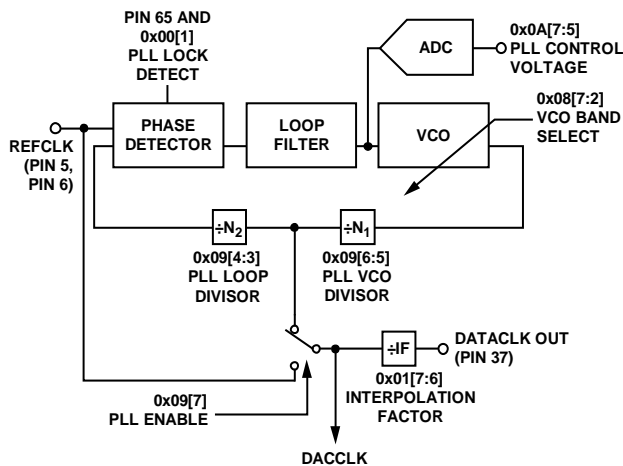 PIN 65 AND
0x00[1]
PLL LOCK
DETECT
ADC
0x0A[7:5]
PLL CONTROL
VOLTAGE
0x08[7:2]
VCO BAND
SELECT
REFCLK
(PIN 5,
PIN 6)
PHASE
DETECTOR
LOOP
FILTER
VCO
÷N₂
÷N₁
0x09[4:3]
PLL LOOP
DIVISOR
0x09[6:5]
PLL VCO
DIVISOR
÷IF
DATACLK OUT
(PIN 37)
0x01[7:6]
INTERPOLATION
FACTOR
0x09[7]
PLL ENABLE
DACCLK